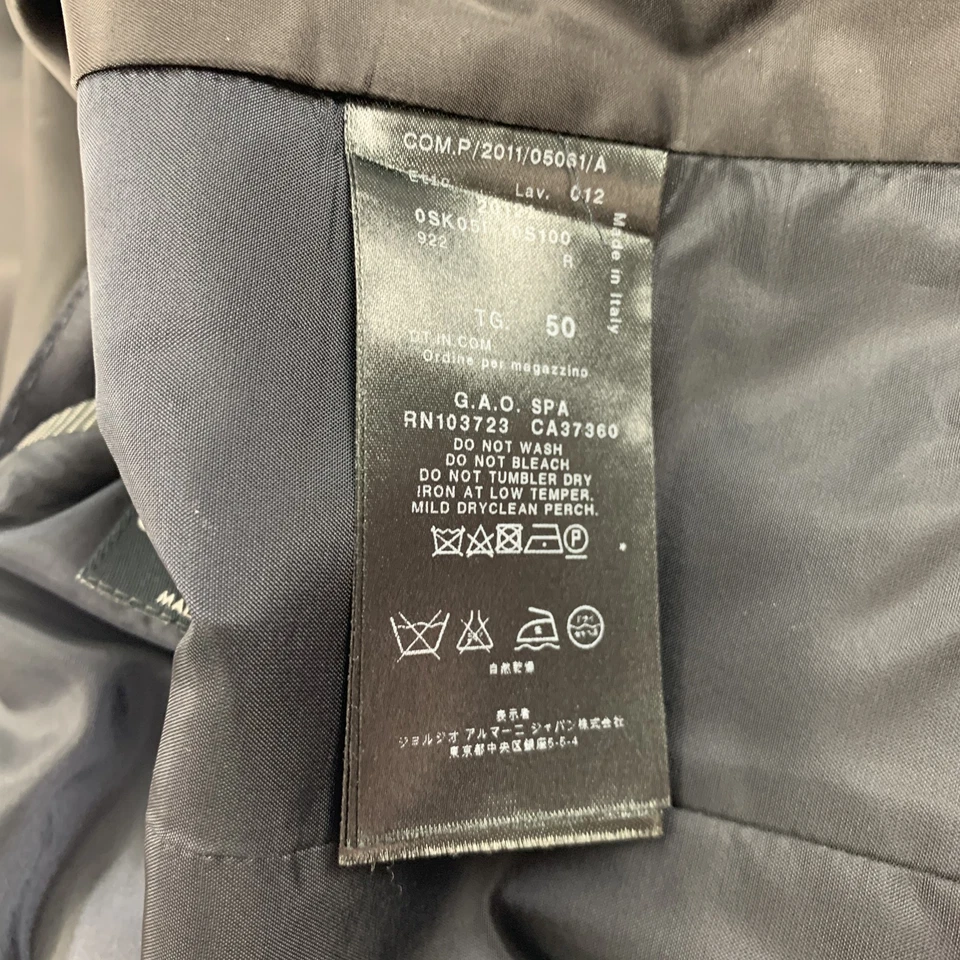 COM.P/2011/05061/A
Lav. 012
922
R
Made in Italy
TG. 50
DT.IN.COM
Ordine per magazzino
G.A.O. SPA
RN103723 CA37360
DO NOT WASH
DO NOT BLEACH
DO NOT TUMBLER DRY
IRON AT LOW TEMPER.
MILD DRYCLEAN PERCH.
P
自然乾燥
表示者
ジョルジオ アルマーニ ジャパン株式会社
東京都中央区銀座5-5-4